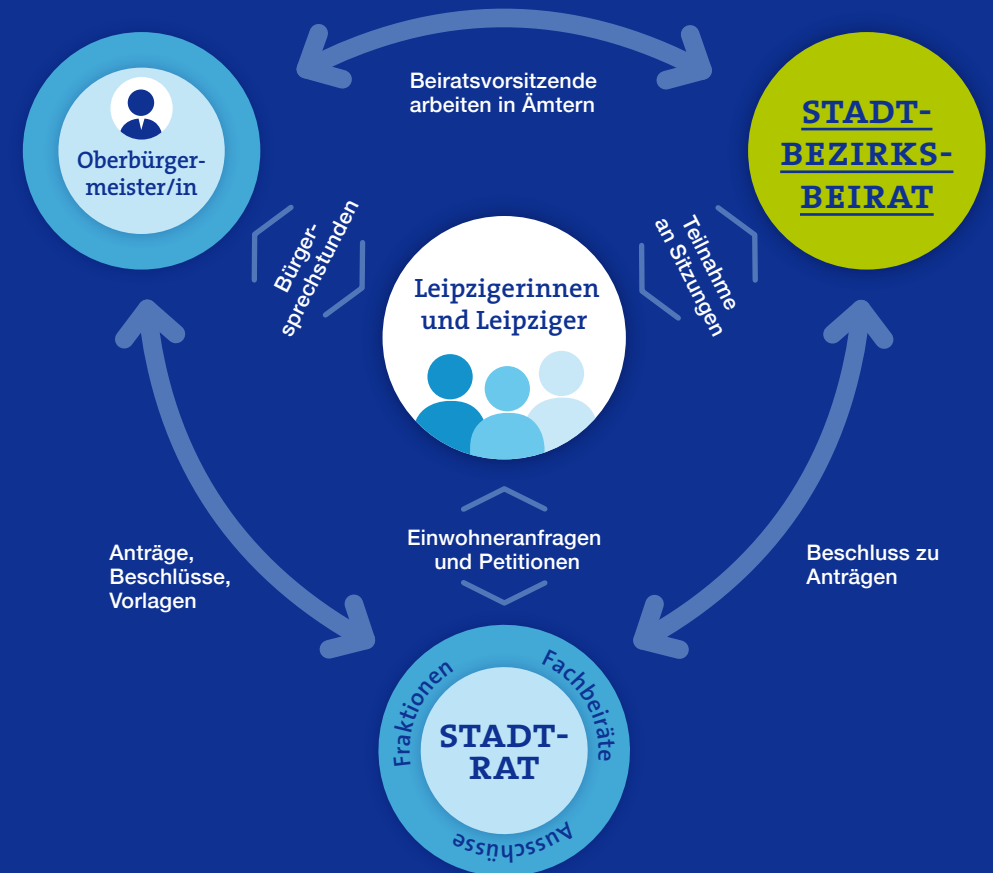 Beiratsvorsitzende
arbeiten in Ämtern
Oberbürger-
meister/in
STADT-
BEZIRKS-
BEIRAT
Bürger-
sprechstunden
Teilnahme
an Sitzungen
Leipzigerinnen
und Leipziger
Anträge,
Beschlüsse,
Vorlagen
Einwohneranfragen
und Petitionen
Beschluss zu
Anträgen
Fraktionen
Fachbeiräte
STADT-
RAT
Ausschüsse